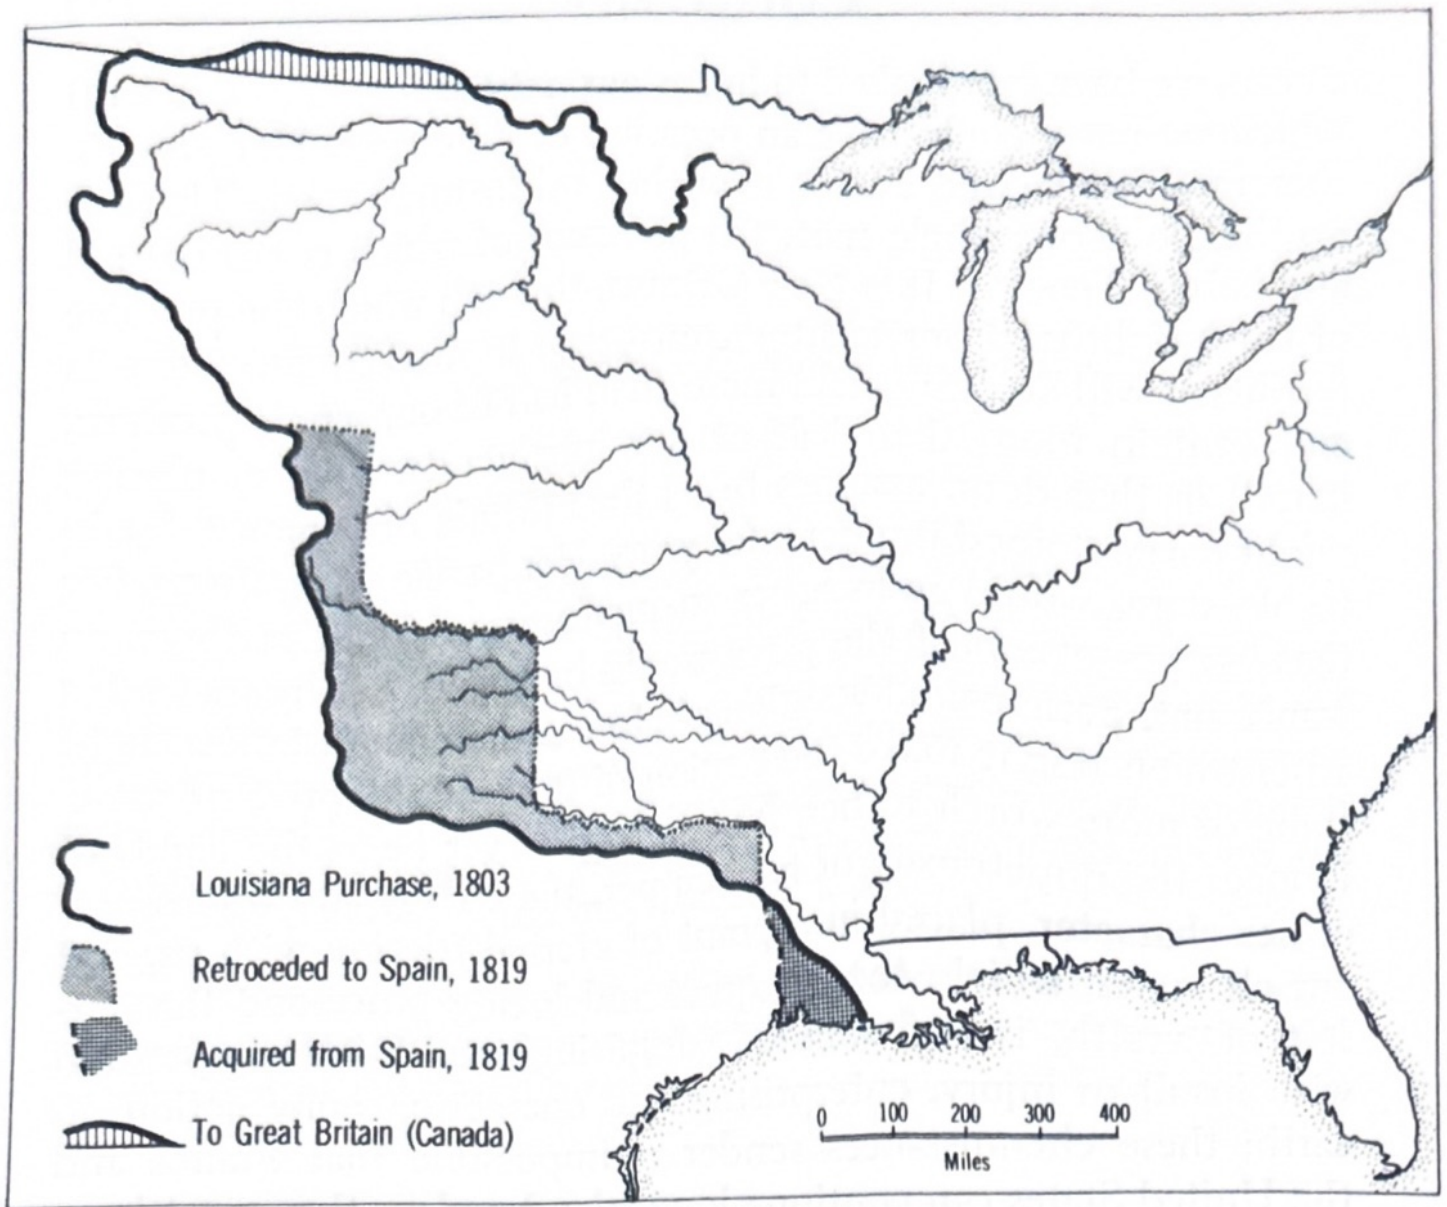 Louisiana Purchase, 1803
Retroceded to Spain, 1819
Acquired from Spain, 1819
To Great Britain (Canada)
0 100 200 300 400
Miles